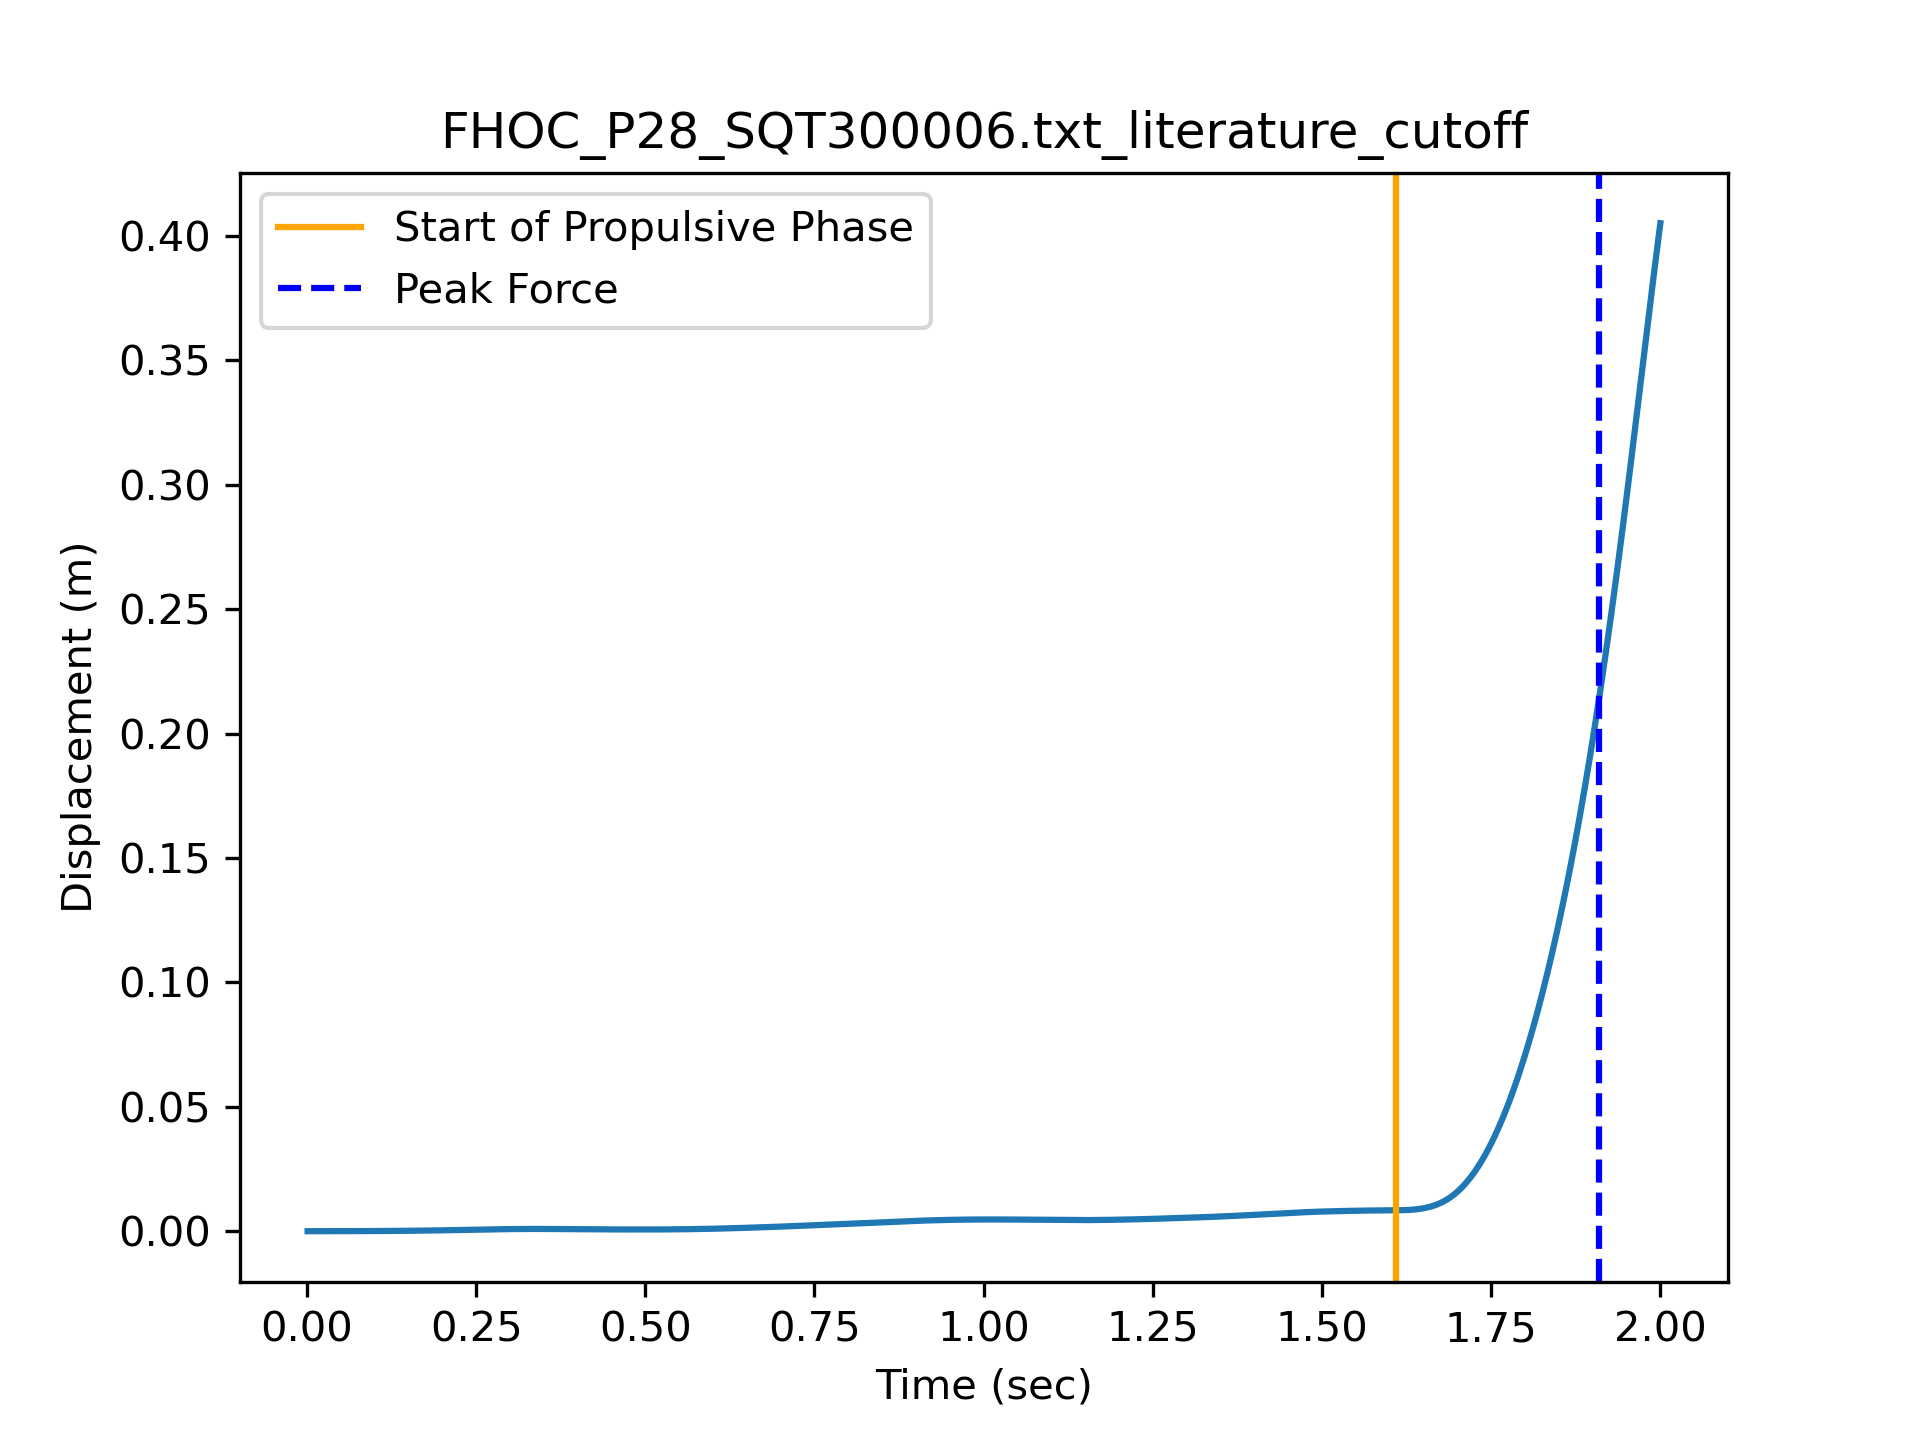 FHOC_P28_SQT300006.txt_literature_cutoff
Start of Propulsive Phase
Peak Force
0.40
0.35
0.30
0.25
0.20
0.15
0.10
0.05
0.00
Displacement (m)
0.00 0.25 0.50 0.75 1.00 1.25 1.50 1.75 2.00
Time (sec)